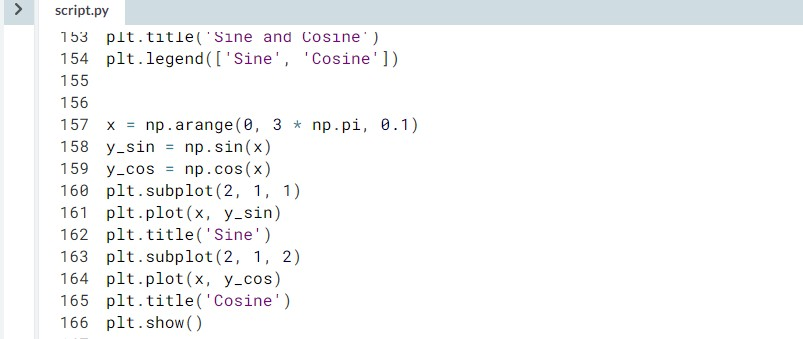 script.py
153 plt.title('Sine and Cosine')
154 plt.legend(['Sine', 'Cosine'])
155
156
157 x = np.arange(0, 3 * np.pi, 0.1)
158 y_sin = np.sin(x)
159 y_cos = np.cos(x)
160 plt.subplot(2, 1, 1)
161 plt.plot(x, y_sin)
162 plt.title('Sine')
163 plt.subplot(2, 1, 2)
164 plt.plot(x, y_cos)
165 plt.title('Cosine')
166 plt.show()